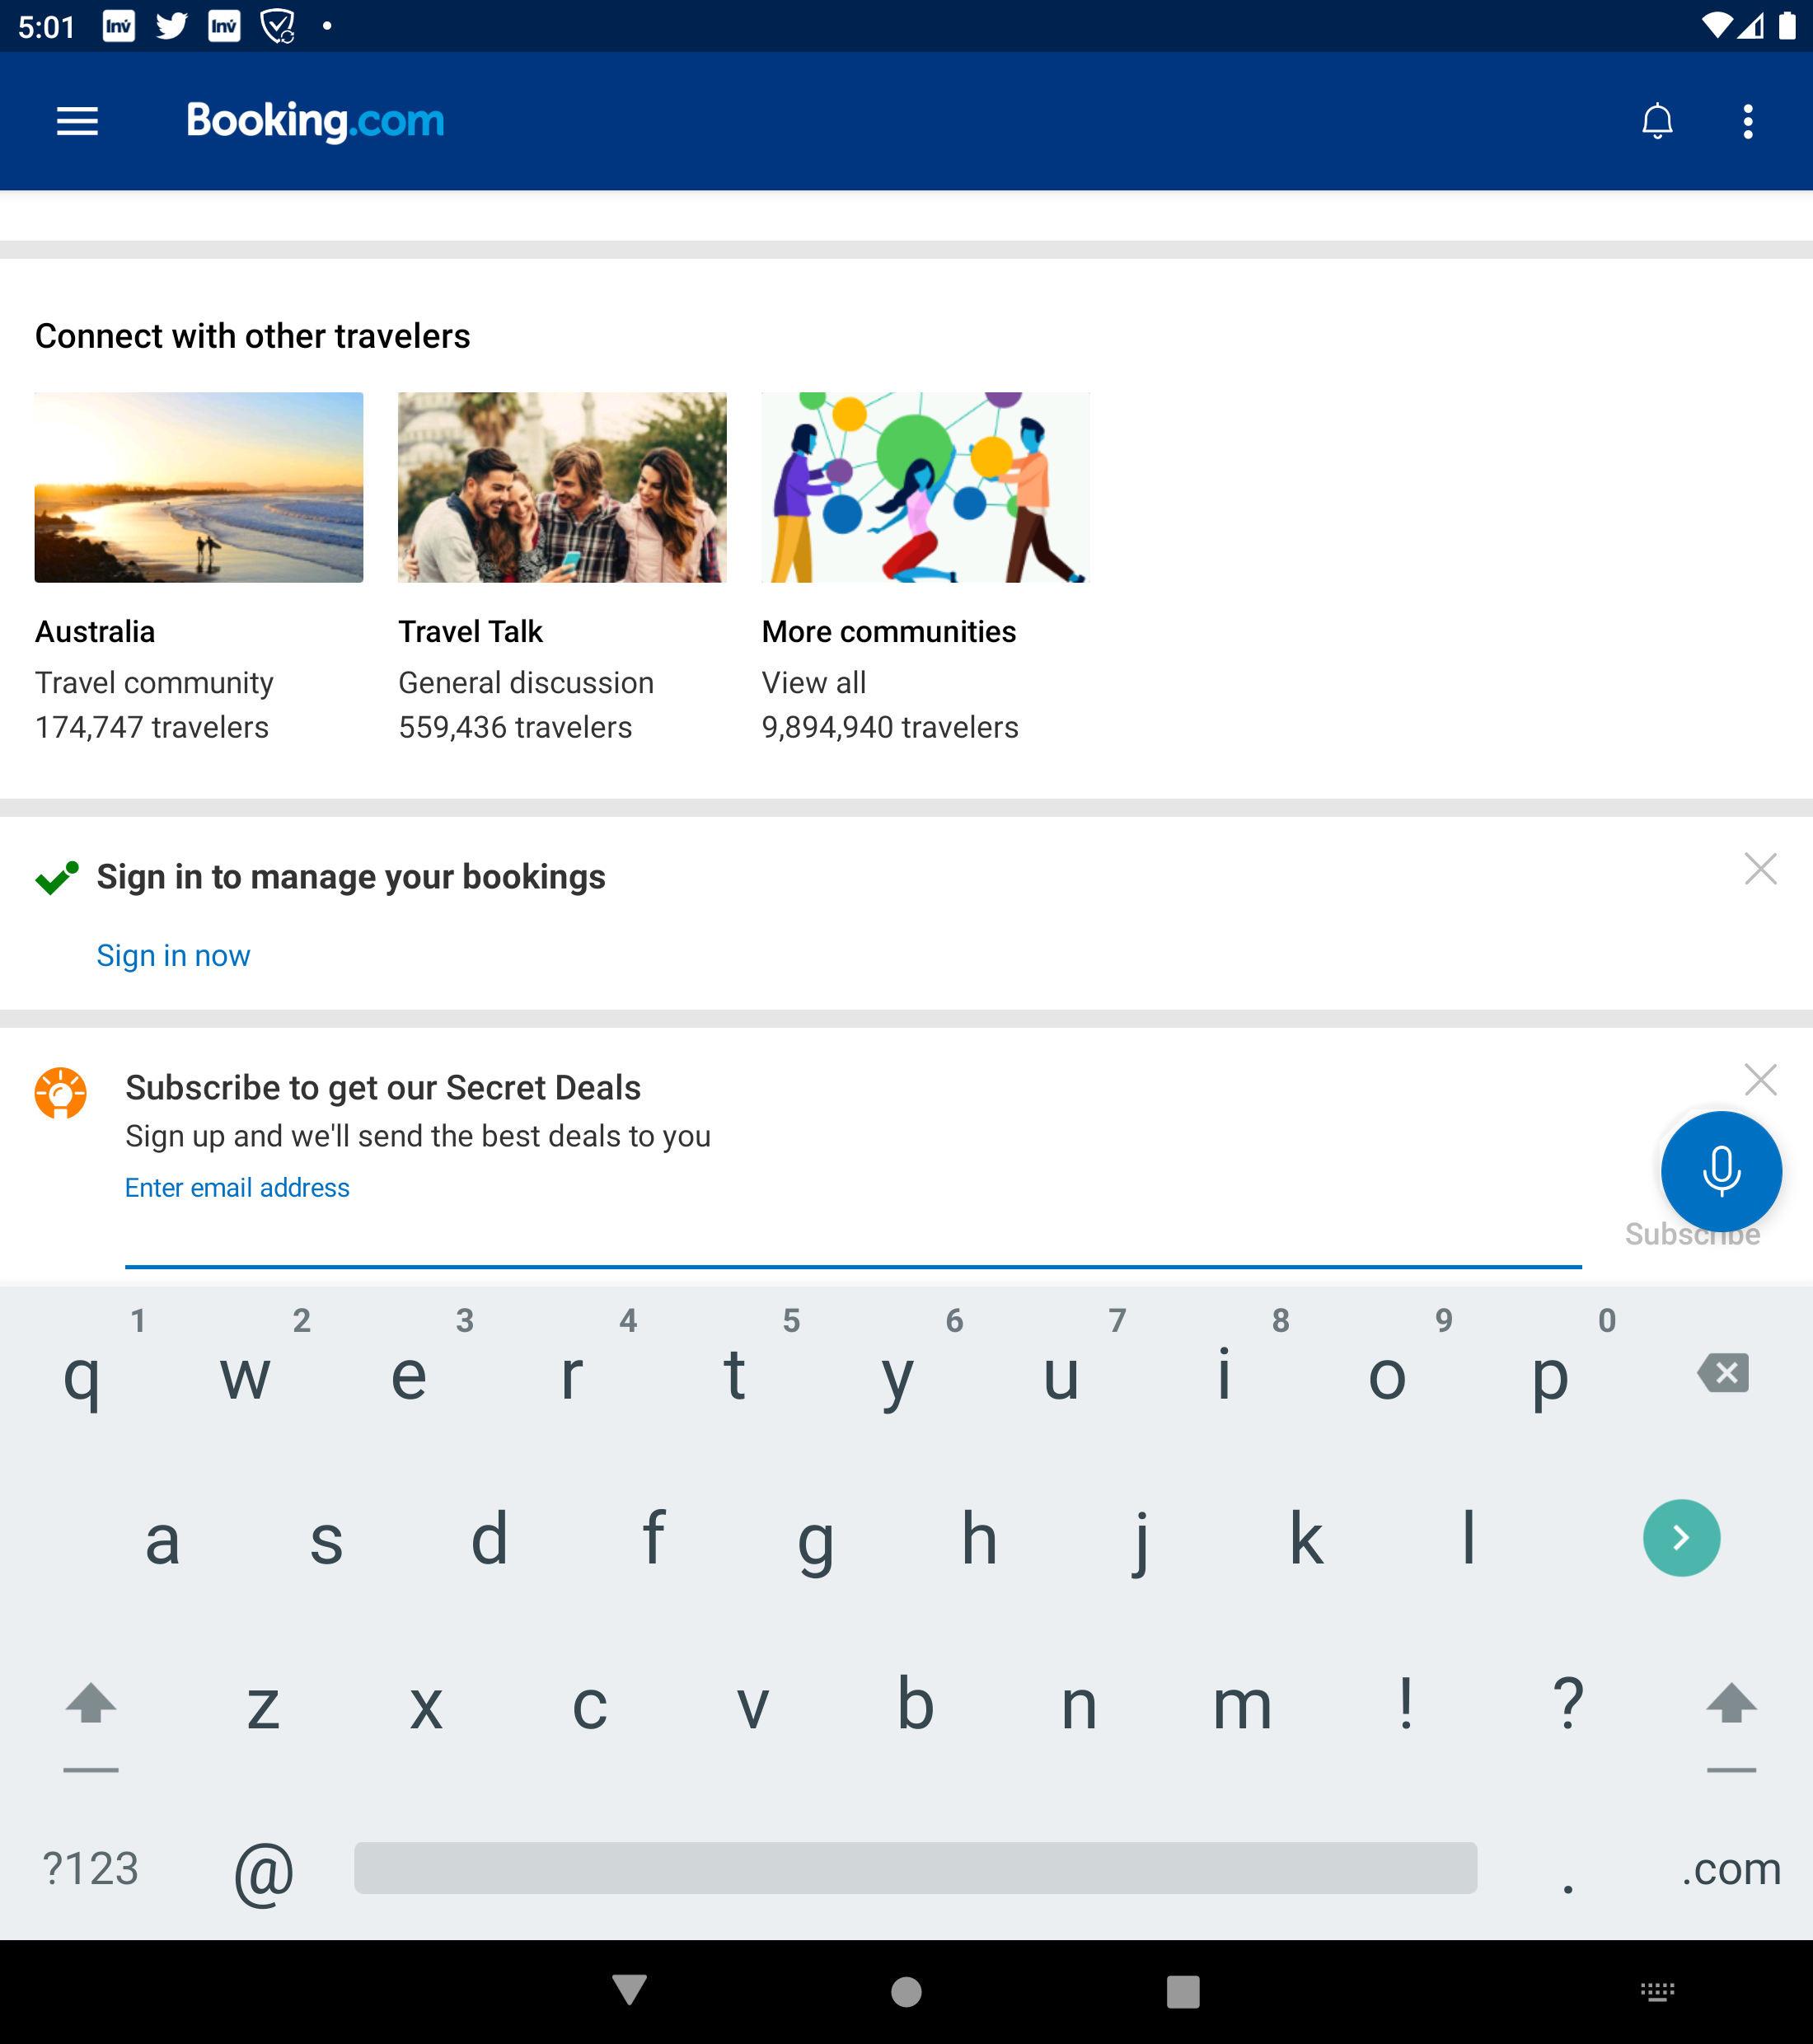 5:01
Inv
Inv
Booking.com
Connect with other travelers
Australia
Travel community
174,747 travelers
Travel Talk
General discussion
559,436 travelers
More communities
View all
9,894,940 travelers
Sign in to manage your bookings
Sign in now
Subscribe to get our Secret Deals
Sign up and we'll send the best deals to you
Enter email address
Subscribe
1 2 3 4 5 6 7 8 9 0
q w e r t y u i o p
a s d f g h j k l
z x c v b n m ! ?
?123 @ . .com